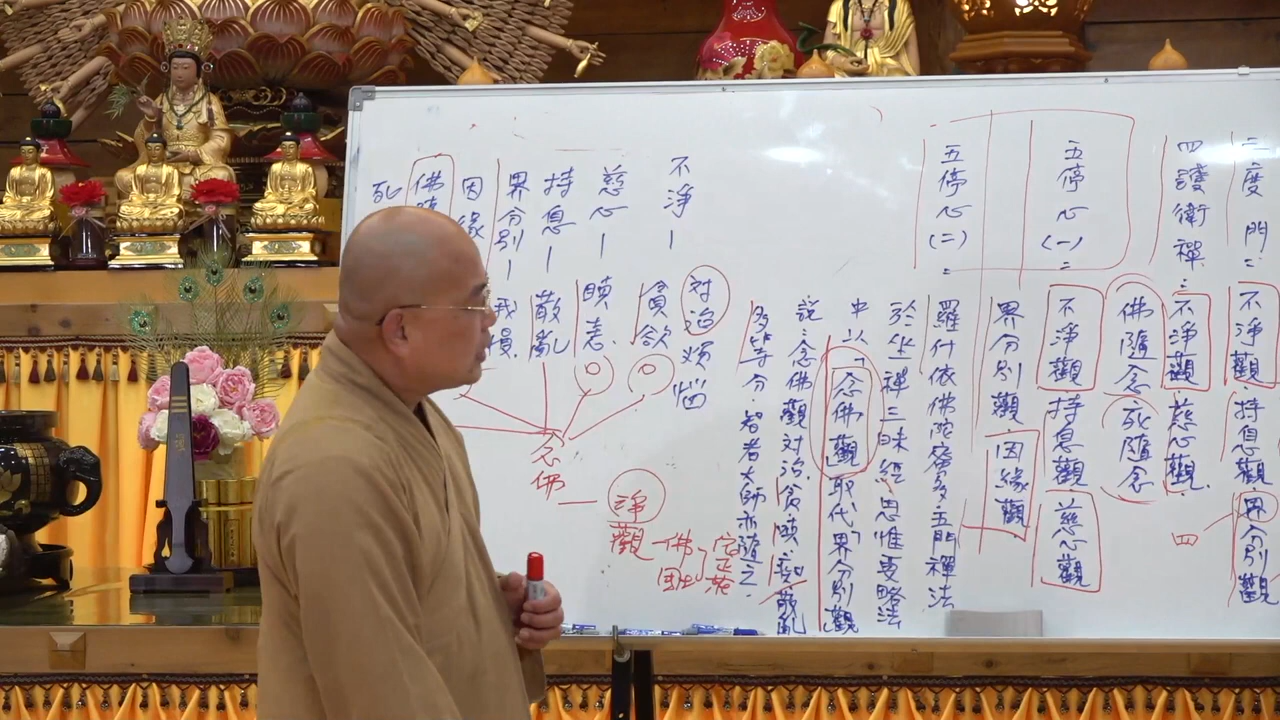 二度門：
不淨觀 持息觀 界分別觀
四護衛禪：
不淨觀 慈心觀
四
佛隨念 死隨念
五停心(一)：
不淨觀 持息觀 慈心觀
界分別觀 因緣觀
五停心(二)：
羅什依佛陀蜜多五門禪法
於坐禪三昧經、思惟要略法
中以「念佛觀」取代「界分別觀」
說：念佛觀對治貪瞋痴散亂
多等分。智者大師亦隨之。
對治煩惱
不淨－貪欲
慈心－瞋恚
持息－散亂
界分別－我慢
因緣
佛隨
死
念佛－淨
觀－佛